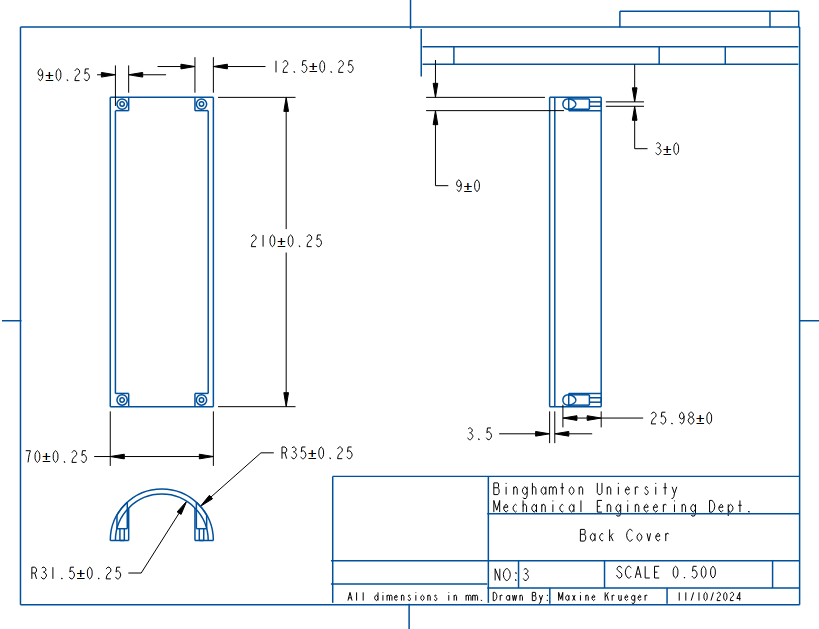 12.5±0.25
9±0.25
3±0
9±0
210±0.25
25.98±0
3.5
70±0.25
R35±0.25
R31.5±0.25
Binghamton Uniersity
Mechanical Engineering Dept.
Back Cover
NO: 3
SCALE 0.500
All dimensions in mm.
Drawn By: Maxine Krueger
11/10/2024